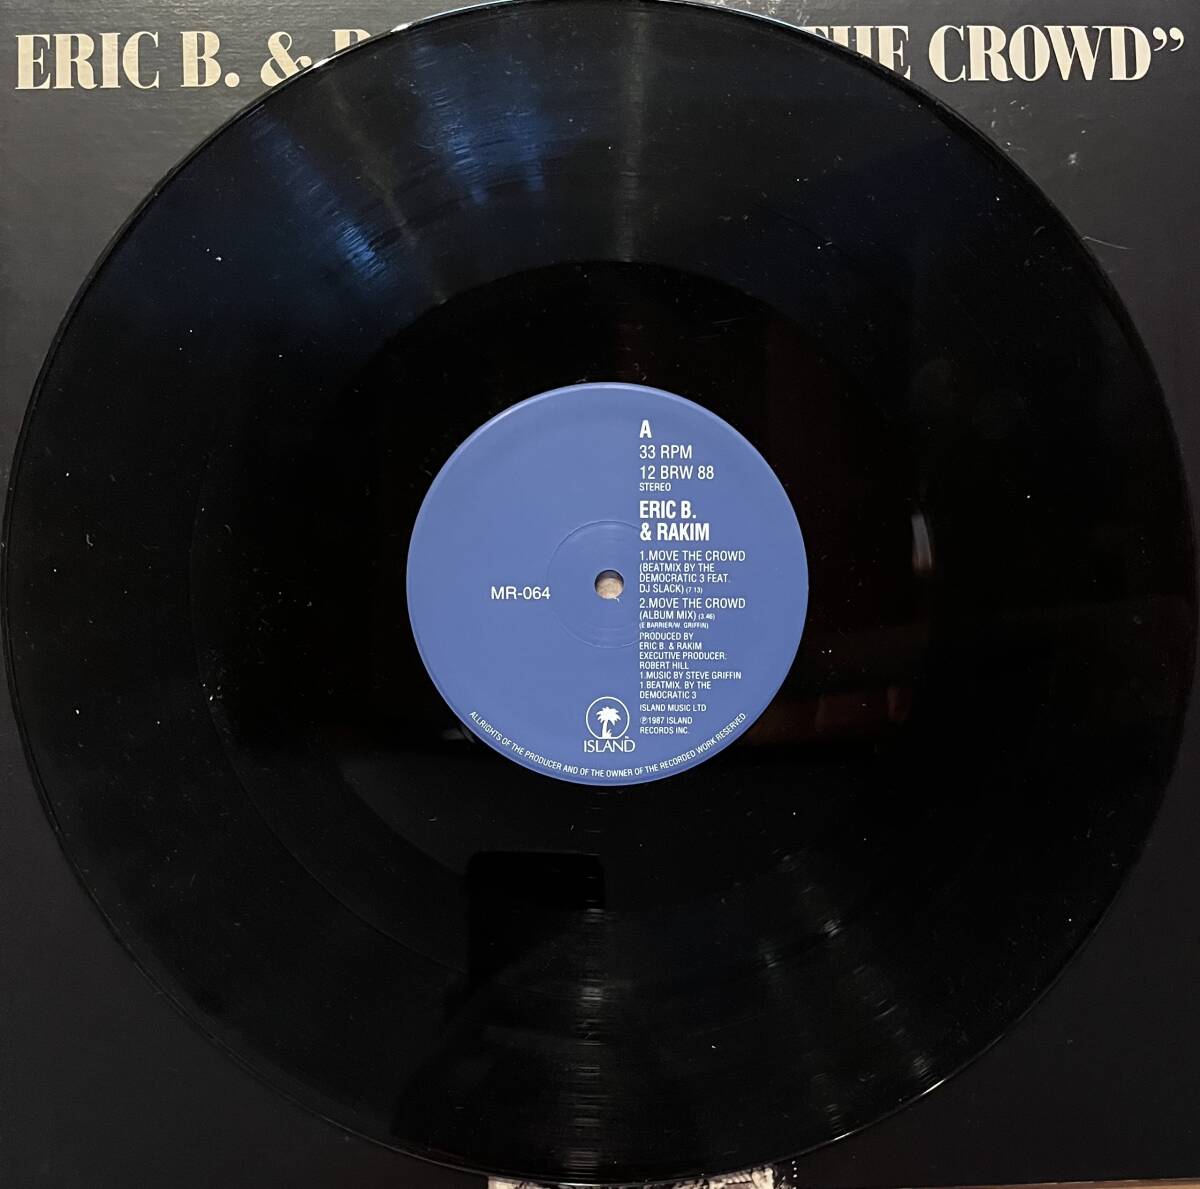 ERIC B. & R
THE CROWD”
A
33 RPM
12 BRW 88
STEREO
ERIC B.
& RAKIM
1.MOVE THE CROWD
(BEATMIX BY THE
DEMOCRATIC 3 FEAT.
DJ SLACK) (7 13)
2.MOVE THE CROWD
(ALBUM MIX) (3.46)
(E BARRIER/W. GRIFFIN)
PRODUCED BY
ERIC B. & RAKIM
EXECUTIVE PRODUCER:
ROBERT HILL
1.MUSIC BY STEVE GRIFFIN
1 BEATMIX. BY THE
DEMOCRATIC 3
ISLAND MUSIC LTD
℗1987 ISLAND
RECORDS INC.
MR-064
ISLAND
ALLRIGHTS OF THE PRODUCER AND OF THE OWNER OF THE RECORDED WORK RESERVED